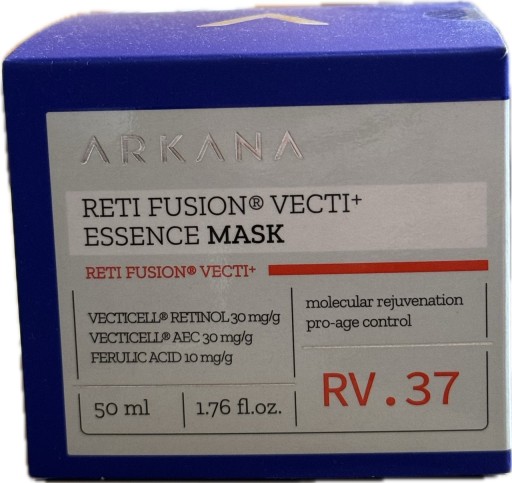 ARKANA
RETI FUSION® VECTI+
ESSENCE MASK
RETI FUSION® VECTI+
VECTICELL® RETINOL 30 mg/g
VECTICELL® AEC 30 mg/g
FERULIC ACID 10 mg/g
molecular rejuvenation
pro-age control
50 ml
1.76 fl.oz.
RV.37